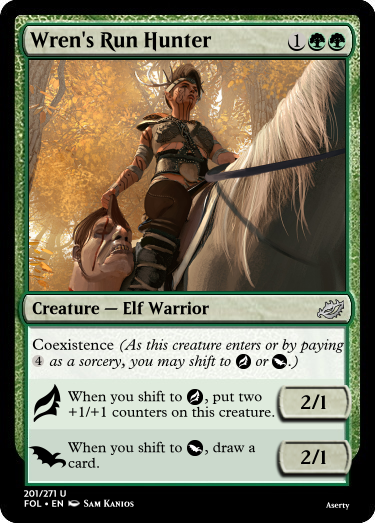 Wren's Run Hunter 1
Creature — Elf Warrior
Coexistence (As this creature enters or by paying
4 as a sorcery, you may shift to or .)
When you shift to , put two
+1/+1 counters on this creature.
2/1
When you shift to , draw a
card.
2/1
201/271 U
FOL • EN Sam Kanios
Aserty